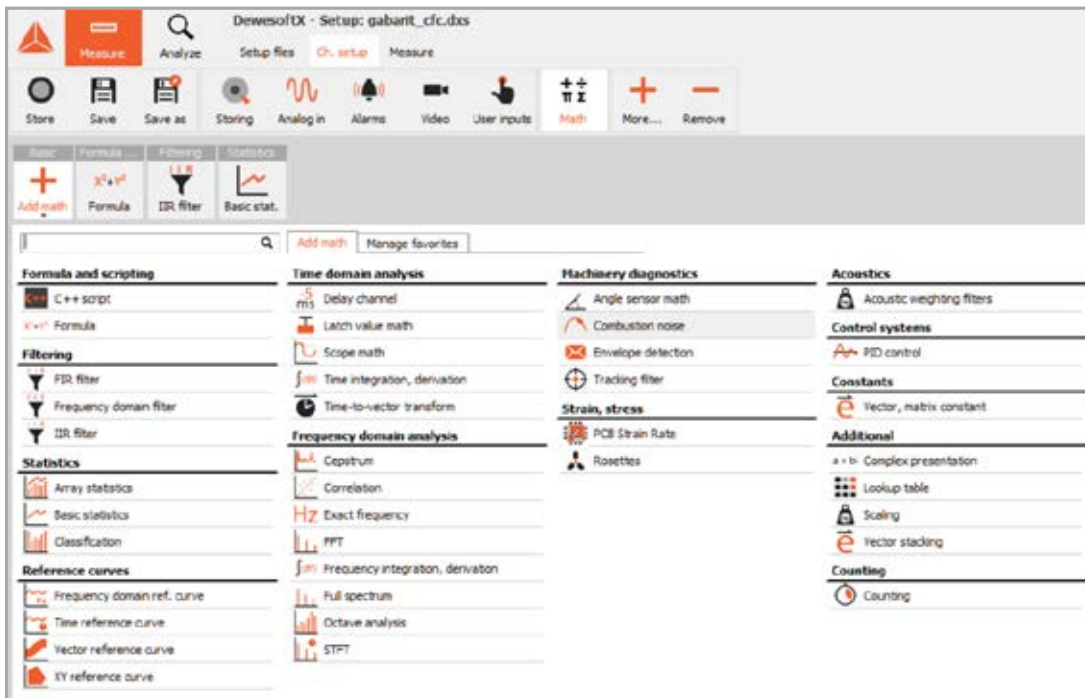 DewesoftX - Setup: gabarit_cfc.dxs
Measure
Analyze
Setup files
Ch. setup
Measure
Store
Save
Save as
Storing
Analog in
Alarms
Video
User inputs
Math
More...
Remove
Basic
Formula ...
Filtering
Statistics
Add math
Formula
IIR filter
Basic stat.
Add math
Manage favorites
Formula and scripting
C++ script
Formula
Filtering
FIR filter
Frequency domain filter
IIR filter
Statistics
Array statistics
Basic statistics
Classification
Reference curves
Frequency domain ref. curve
Time reference curve
Vector reference curve
XY reference curve
Time domain analysis
Delay channel
Latch value math
Scope math
Time integration, derivation
Time-to-vector transform
Frequency domain analysis
Cepstrum
Correlation
Hz Exact frequency
FFT
Frequency integration, derivation
Full spectrum
Octave analysis
STFT
Machinery diagnostics
Angle sensor math
Combustion noise
Envelope detection
Tracking filter
Strain, stress
PCB Strain Rate
Rosettes
Acoustics
Acoustic weighting filters
Control systems
PID control
Constants
Vector, matrix constant
Additional
Complex presentation
Lookup table
Scaling
Vector stacking
Counting
Counting